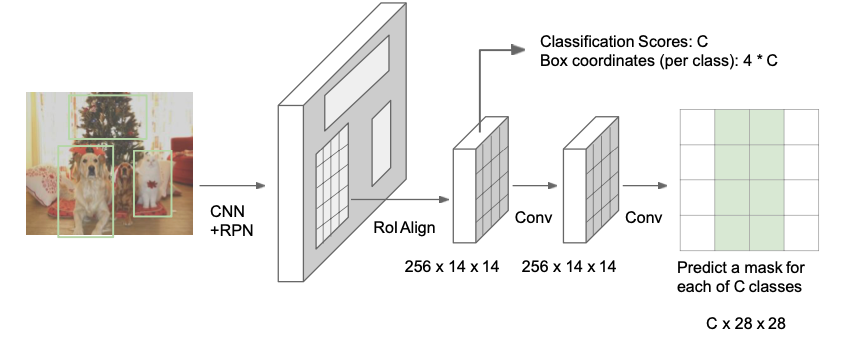 Classification Scores: C
Box coordinates (per class): 4 * C
CNN
+RPN
RoI Align
Conv
Conv
256 x 14 x 14
256 x 14 x 14
Predict a mask for
each of C classes
C x 28 x 28